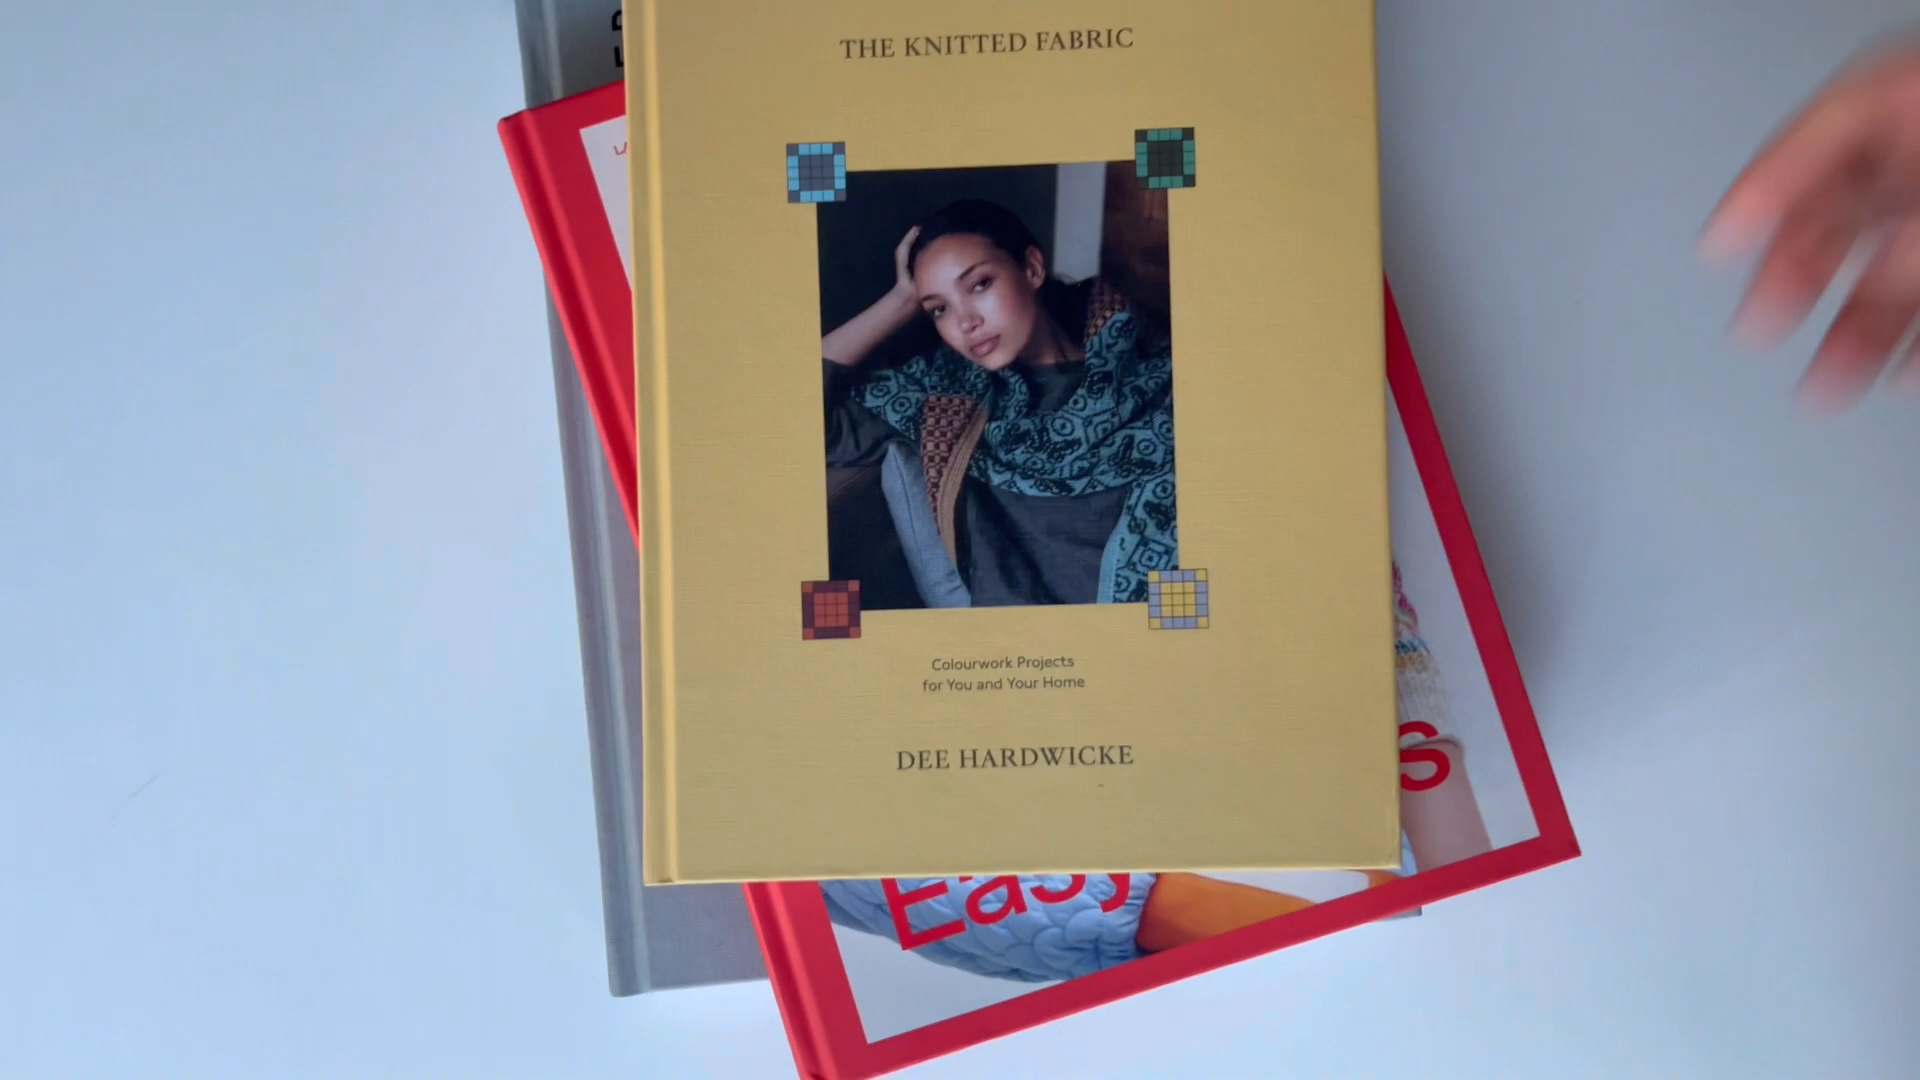 THE KNITTED FABRIC
Colourwork Projects
for You and Your Home
DEE HARDWICKE
s
Easy